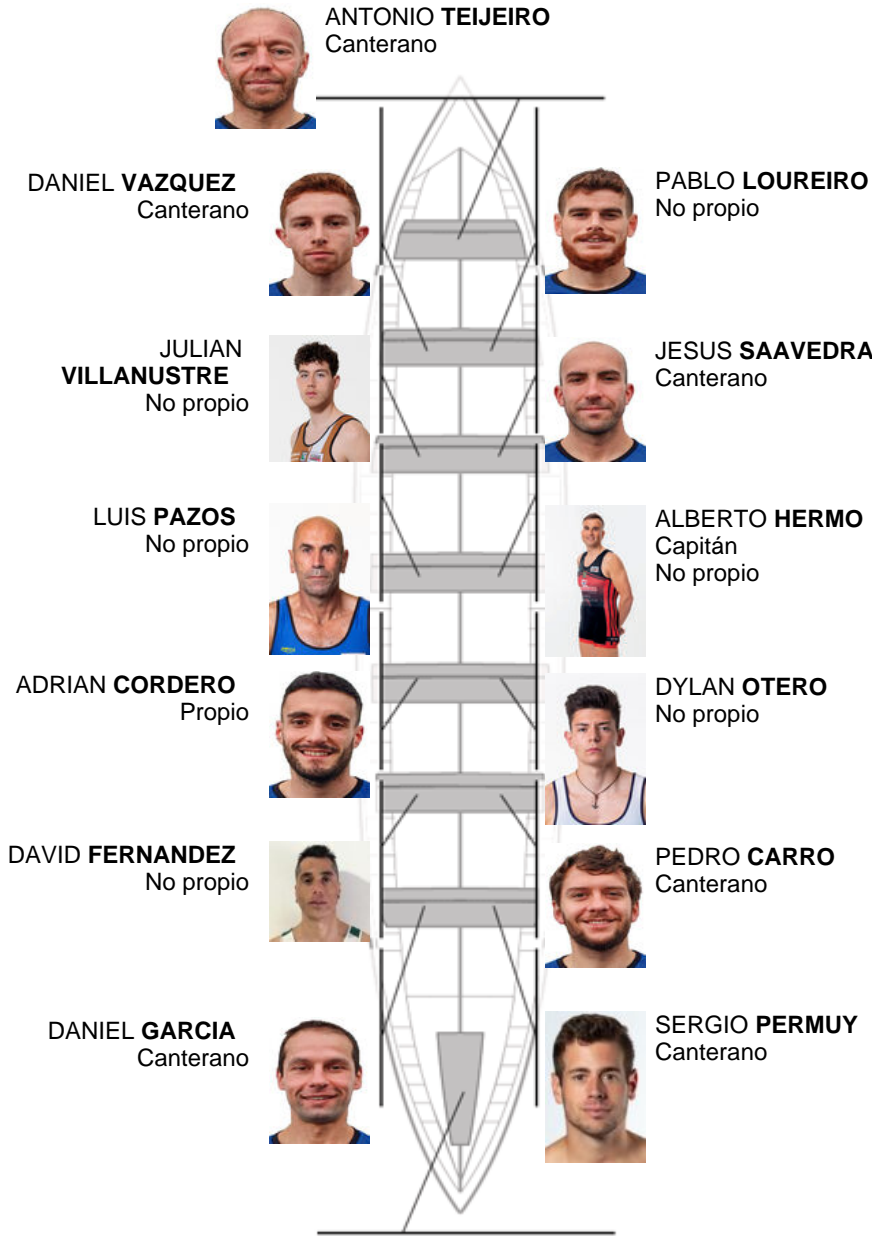 ANTONIO TEIJEIRO
Canterano
DANIEL VAZQUEZ
Canterano
PABLO LOUREIRO
No propio
JULIAN
VILLANUSTRE
No propio
JESUS SAAVEDRA
Canterano
LUIS PAZOS
No propio
ALBERTO HERMO
Capitán
No propio
ADRIAN CORDERO
Propio
DYLAN OTERO
No propio
DAVID FERNANDEZ
No propio
PEDRO CARRO
Canterano
DANIEL GARCIA
Canterano
SERGIO PERMUY
Canterano